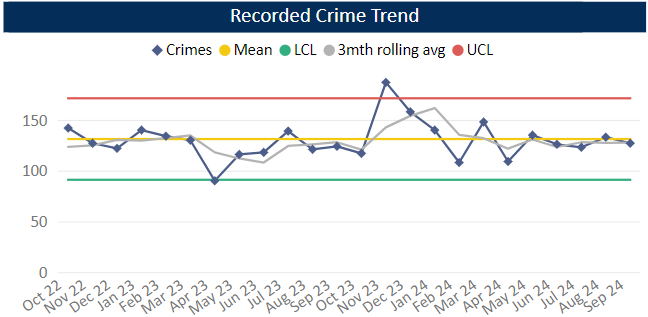 Recorded Crime Trend
Crimes Mean LCL 3mth rolling avg UCL
150
100
50
0
Oct 22 Nov 22 Dec 22 Jan 23 Feb 23 Mar 23 Apr 23 May 23 Jun 23 Jul 23 Aug 23 Sep 23 Oct 23 Nov 23 Dec 23 Jan 24 Feb 24 Mar 24 Apr 24 May 24 Jun 24 Jul 24 Aug 24 Sep 24